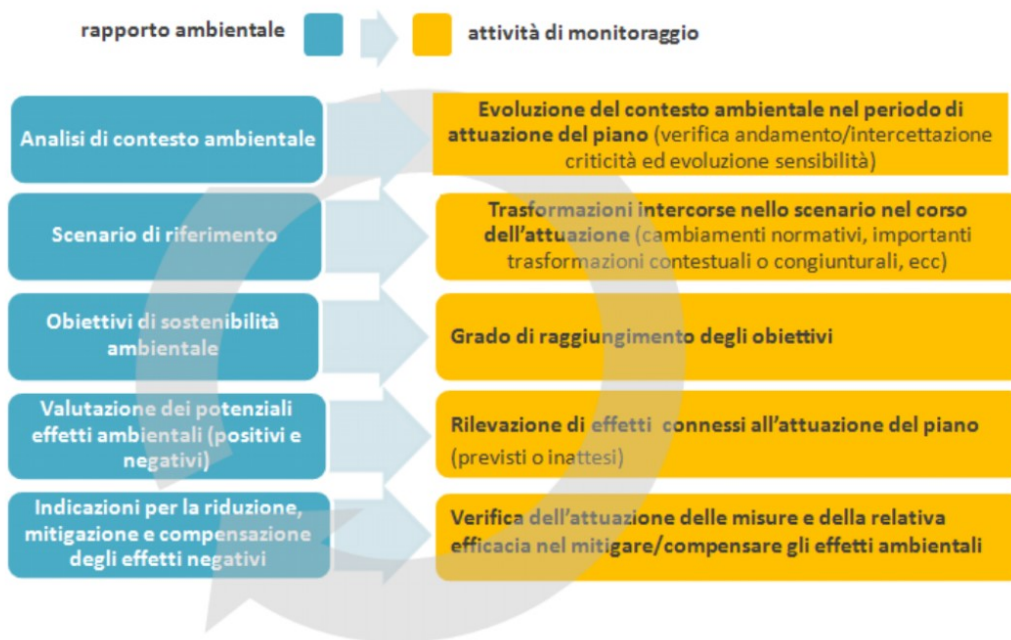 rapporto ambientale
attività di monitoraggio
Analisi di contesto ambientale
Evoluzione del contesto ambientale nel periodo di
attuazione del piano (verifica andamento/intercettazione
criticità ed evoluzione sensibilità)
Scenario di riferimento
Trasformazioni intercorse nello scenario nel corso
dell'attuazione (cambiamenti normativi, importanti
trasformazioni contestuali o congiunturali, ecc)
Obiettivi di sostenibilità
ambientale
Grado di raggiungimento degli obiettivi
Valutazione dei potenziali
effetti ambientali (positivi e
negativi)
Rilevazione di effetti connessi all'attuazione del piano
(previsti o inattesi)
Indicazioni per la riduzione,
mitigazione e compensazione
degli effetti negativi
Verifica dell'attuazione delle misure e della relativa
efficacia nel mitigare/compensare gli effetti ambientali